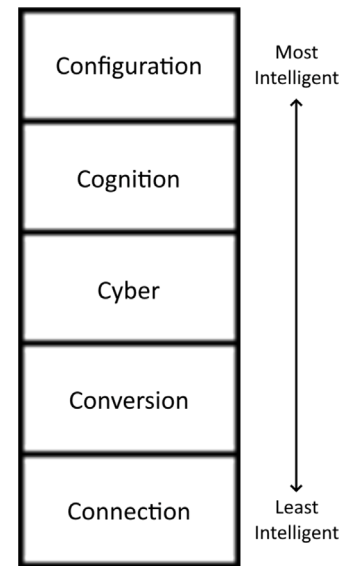 Configuration
Most
Intelligent
Cognition
Cyber
Conversion
Connection
Least
Intelligent